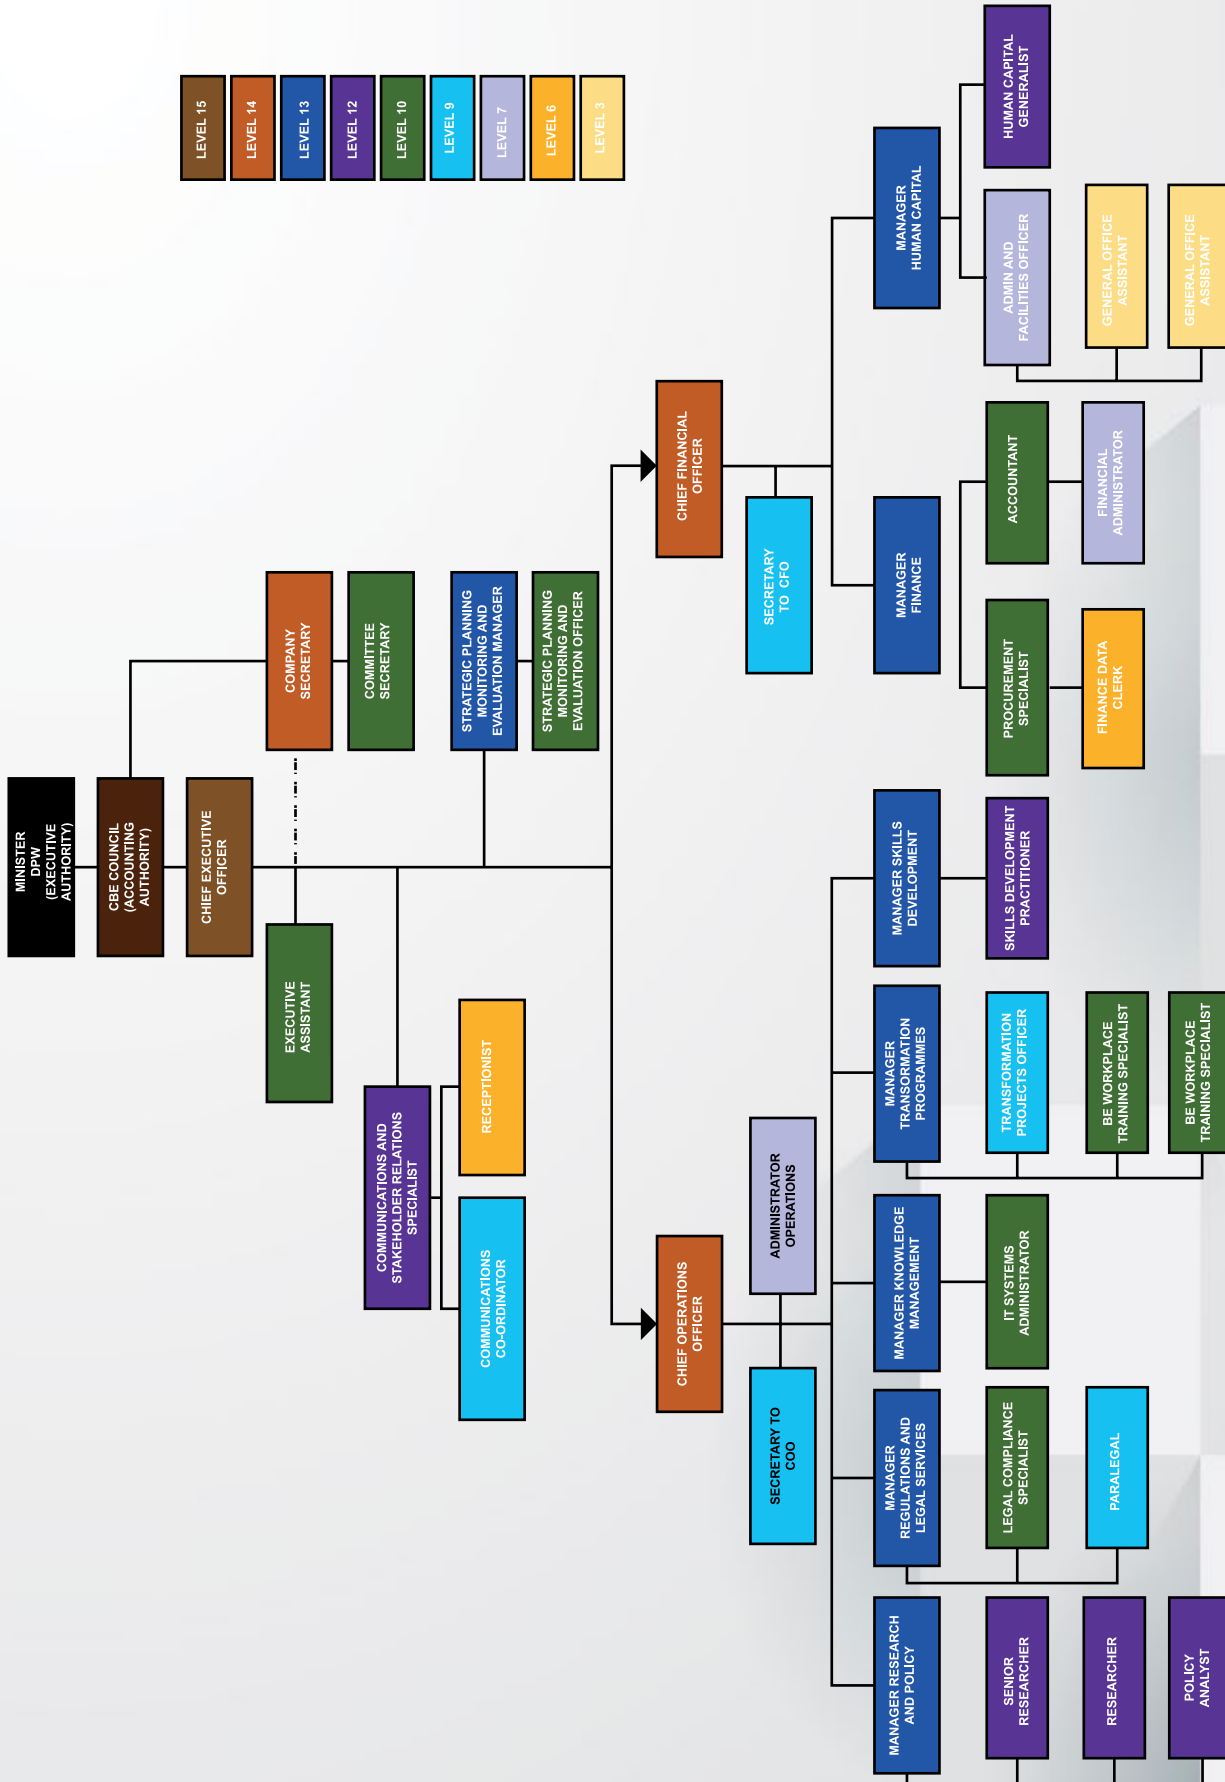 MINISTER
DPW
(EXECUTIVE
AUTHORITY)
CBE COUNCIL
(ACCOUNTING
AUTHORITY)
CHIEF EXECUTIVE
OFFICER
LEVEL 15
LEVEL 14
LEVEL 13
LEVEL 12
LEVEL 10
LEVEL 9
LEVEL 7
LEVEL 6
LEVEL 3
EXECUTIVE
ASSISTANT
COMPANY
SECRETARY
COMMITTEE
SECRETARY
COMMUNICATIONS AND
STAKEHOLDER RELATIONS
SPECIALIST
COMMUNICATIONS
CO-ORDINATOR
RECEPTIONIST
STRATEGIC PLANNING
MONITORING AND
EVALUATION MANAGER
STRATEGIC PLANNING
MONITORING AND
EVALUATION OFFICER
CHIEF OPERATIONS
OFFICER
CHIEF FINANCIAL
OFFICER
SECRETARY TO
COO
ADMINISTRATOR
OPERATIONS
SECRETARY
TO CFO
MANAGER RESEARCH
AND POLICY
MANAGER
REGULATIONS AND
LEGAL SERVICES
MANAGER KNOWLEDGE
MANAGEMENT
MANAGER
TRANSORMATION
PROGRAMMES
MANAGER SKILLS
DEVELOPMENT
MANAGER
FINANCE
MANAGER
HUMAN CAPITAL
SENIOR
RESEARCHER
LEGAL COMPLIANCE
SPECIALIST
IT SYSTEMS
ADMINISTRATOR
TRANSFORMATION
PROJECTS OFFICER
SKILLS DEVELOPMENT
PRACTITIONER
PROCUREMENT
SPECIALIST
ACCOUNTANT
ADMIN AND
FACILITIES OFFICER
HUMAN CAPITAL
GENERALIST
RESEARCHER
PARALEGAL
BE WORKPLACE
TRAINING SPECIALIST
FINANCE DATA
CLERK
FINANCIAL
ADMINISTRATOR
GENERAL OFFICE
ASSISTANT
POLICY
ANALYST
BE WORKPLACE
TRAINING SPECIALIST
GENERAL OFFICE
ASSISTANT